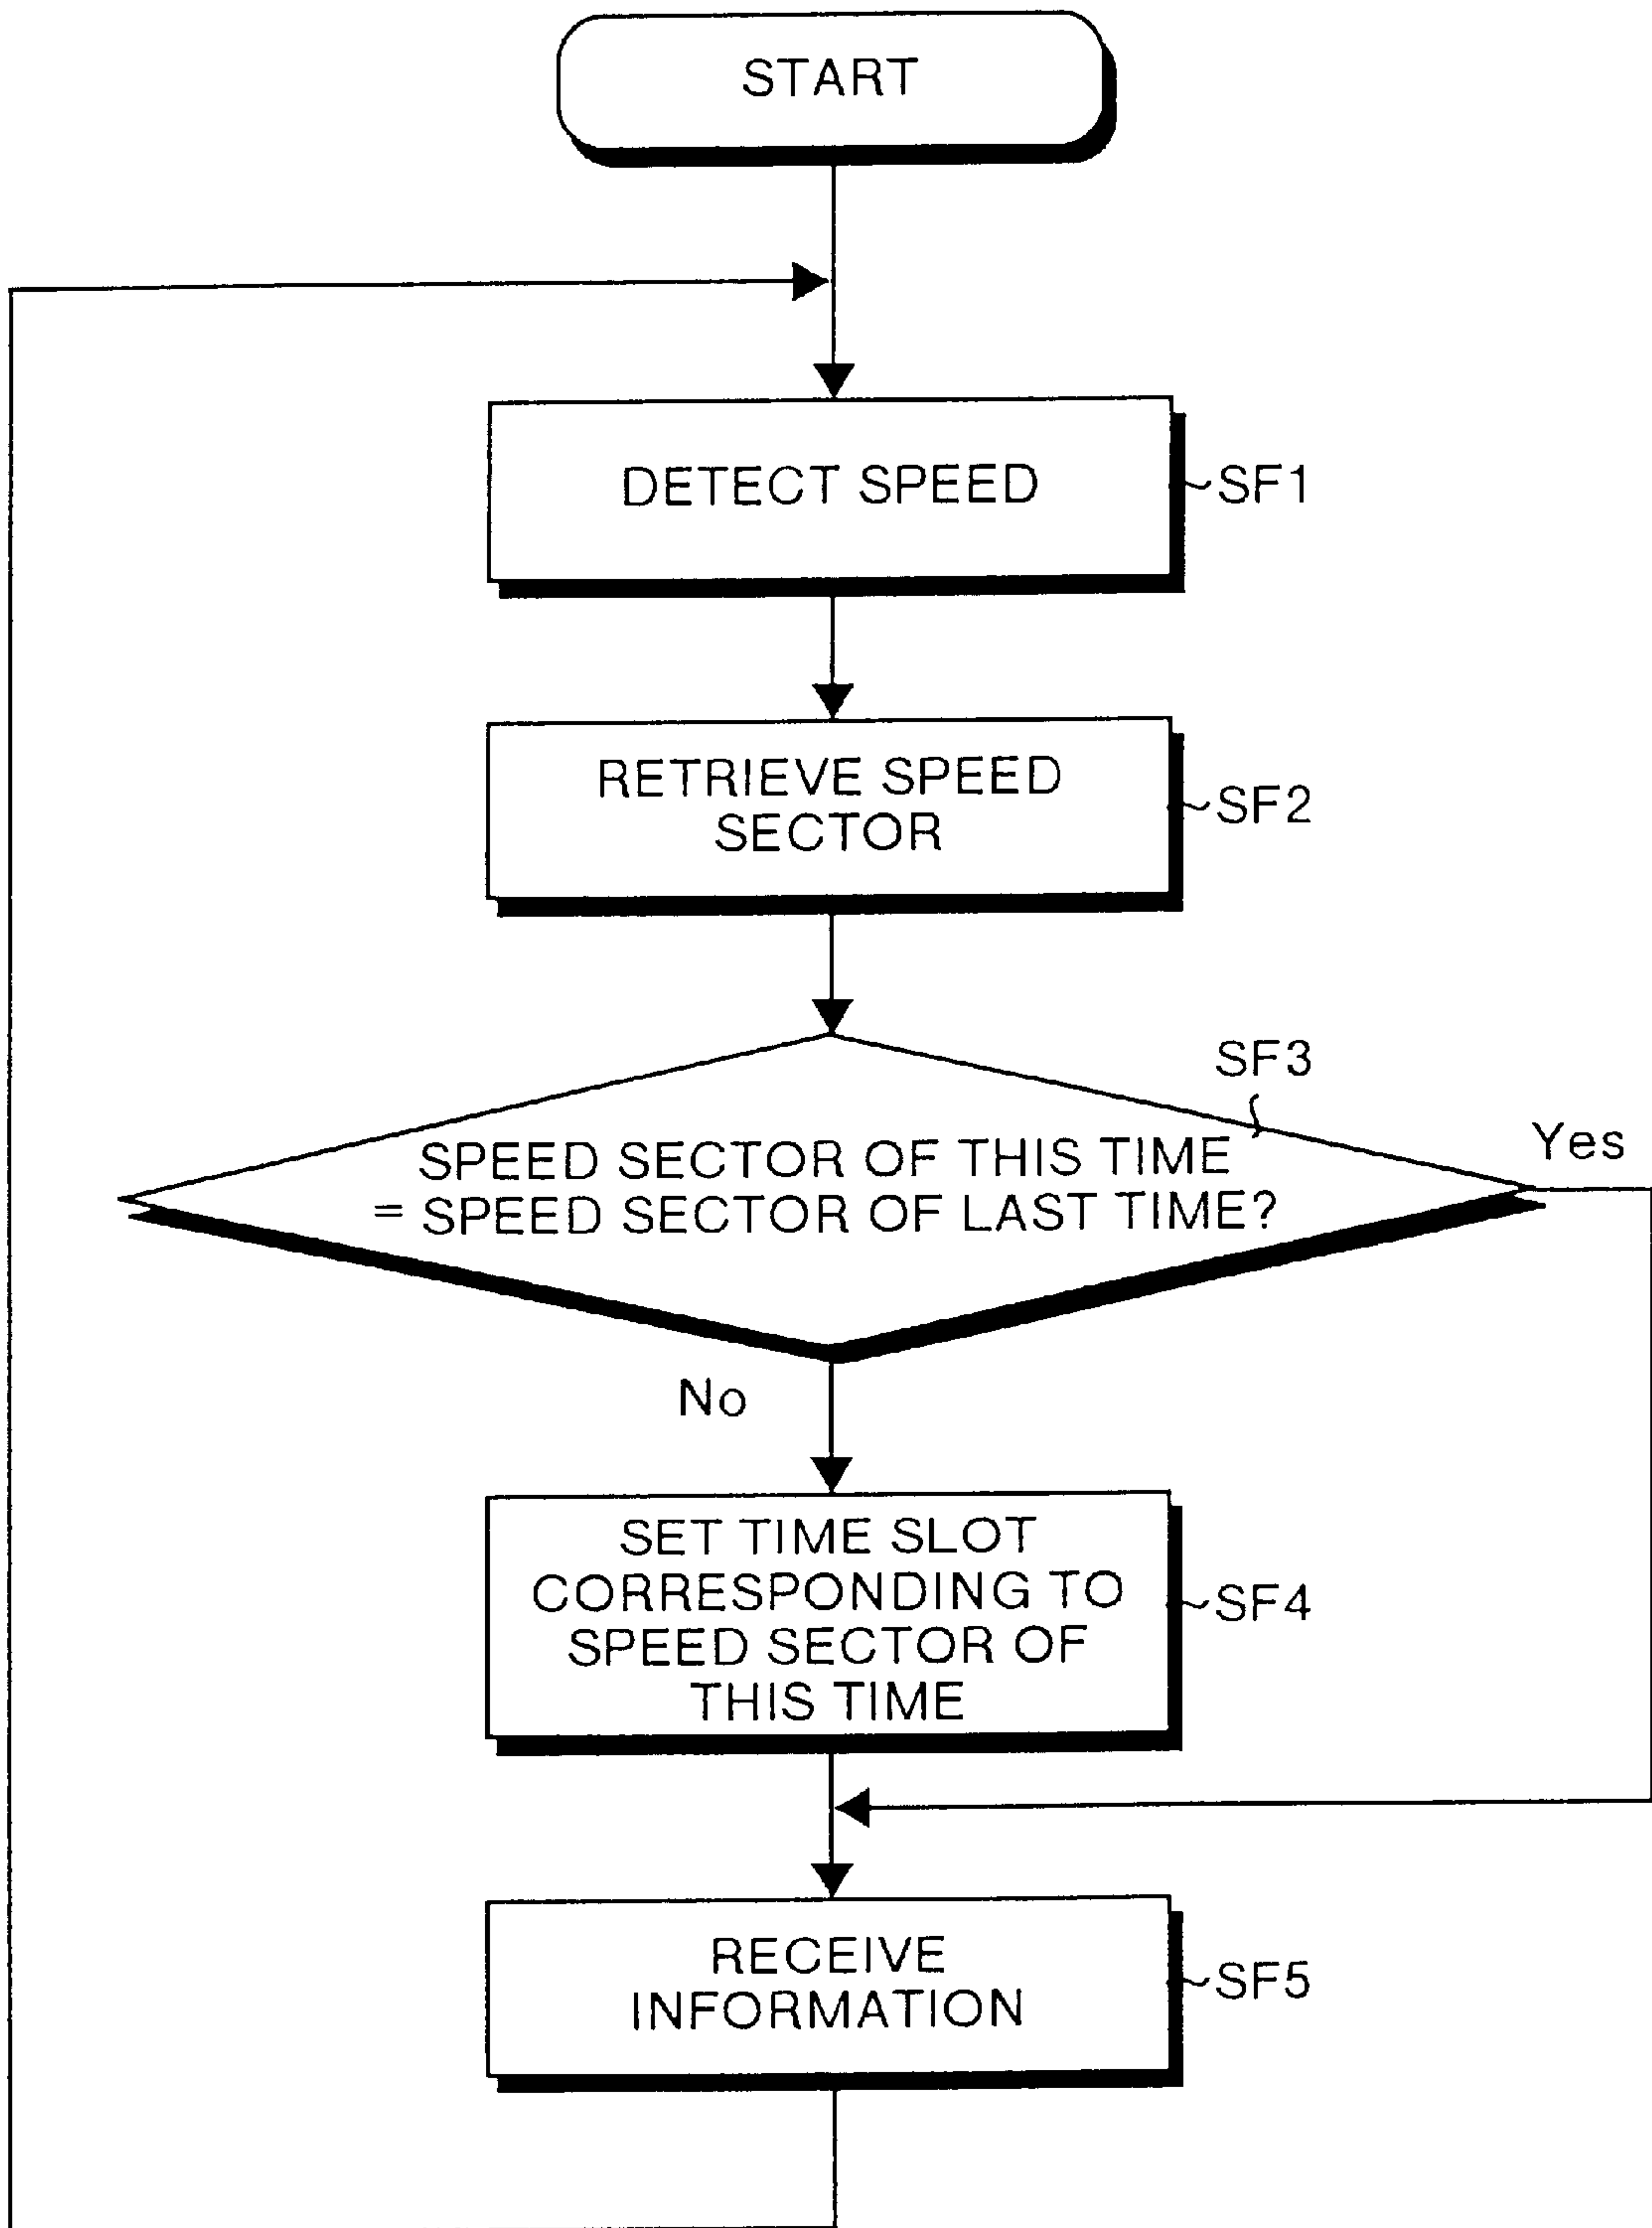 START
DETECT SPEED
SF1
RETRIEVE SPEED
SECTOR
SF2
SF3
SPEED SECTOR OF THIS TIME
= SPEED SECTOR OF LAST TIME?
Yes
No
SET TIME SLOT
CORRESPONDING TO
SPEED SECTOR OF
THIS TIME
SF4
RECEIVE
INFORMATION
SF5